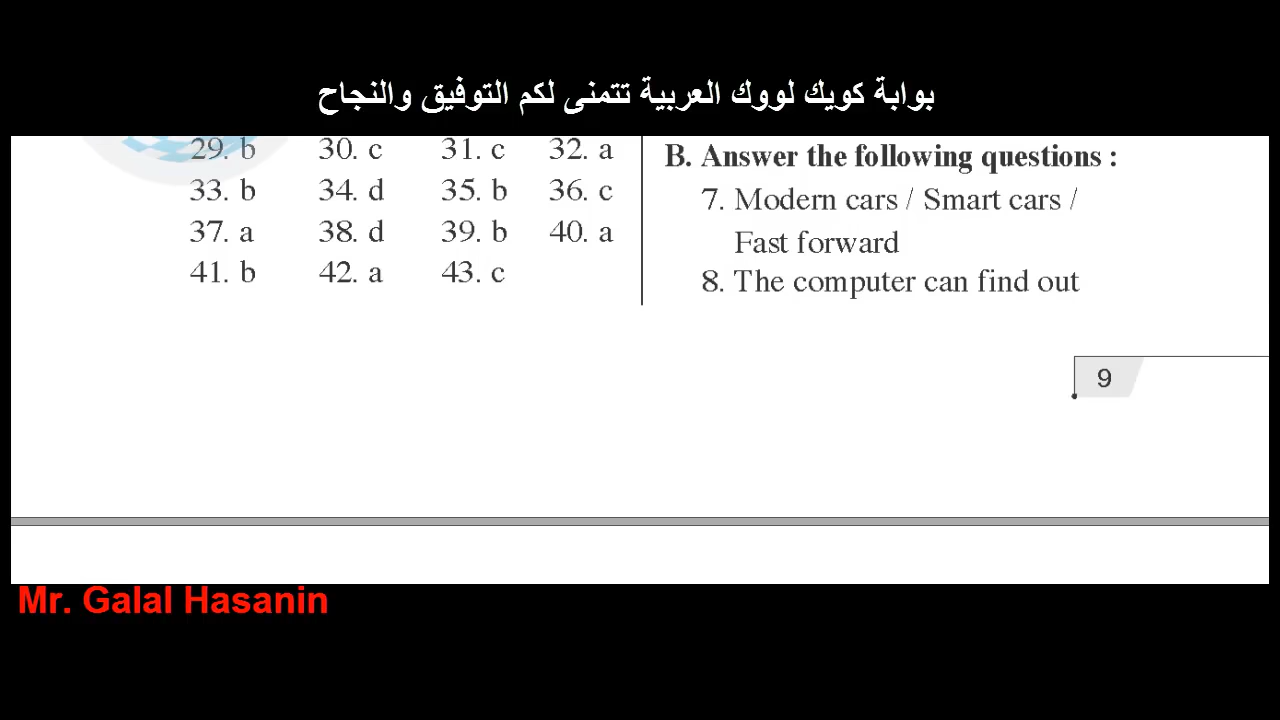 بوابة كويك لووك العربية تتمنى لكم التوفيق والنجاح
29. b 30. c 31. c 32. a
33. b 34. d 35. b 36. c
37. a 38. d 39. b 40. a
41. b 42. a 43. c
B. Answer the following questions :
7. Modern cars / Smart cars /
Fast forward
8. The computer can find out
9
Mr. Galal Hasanin